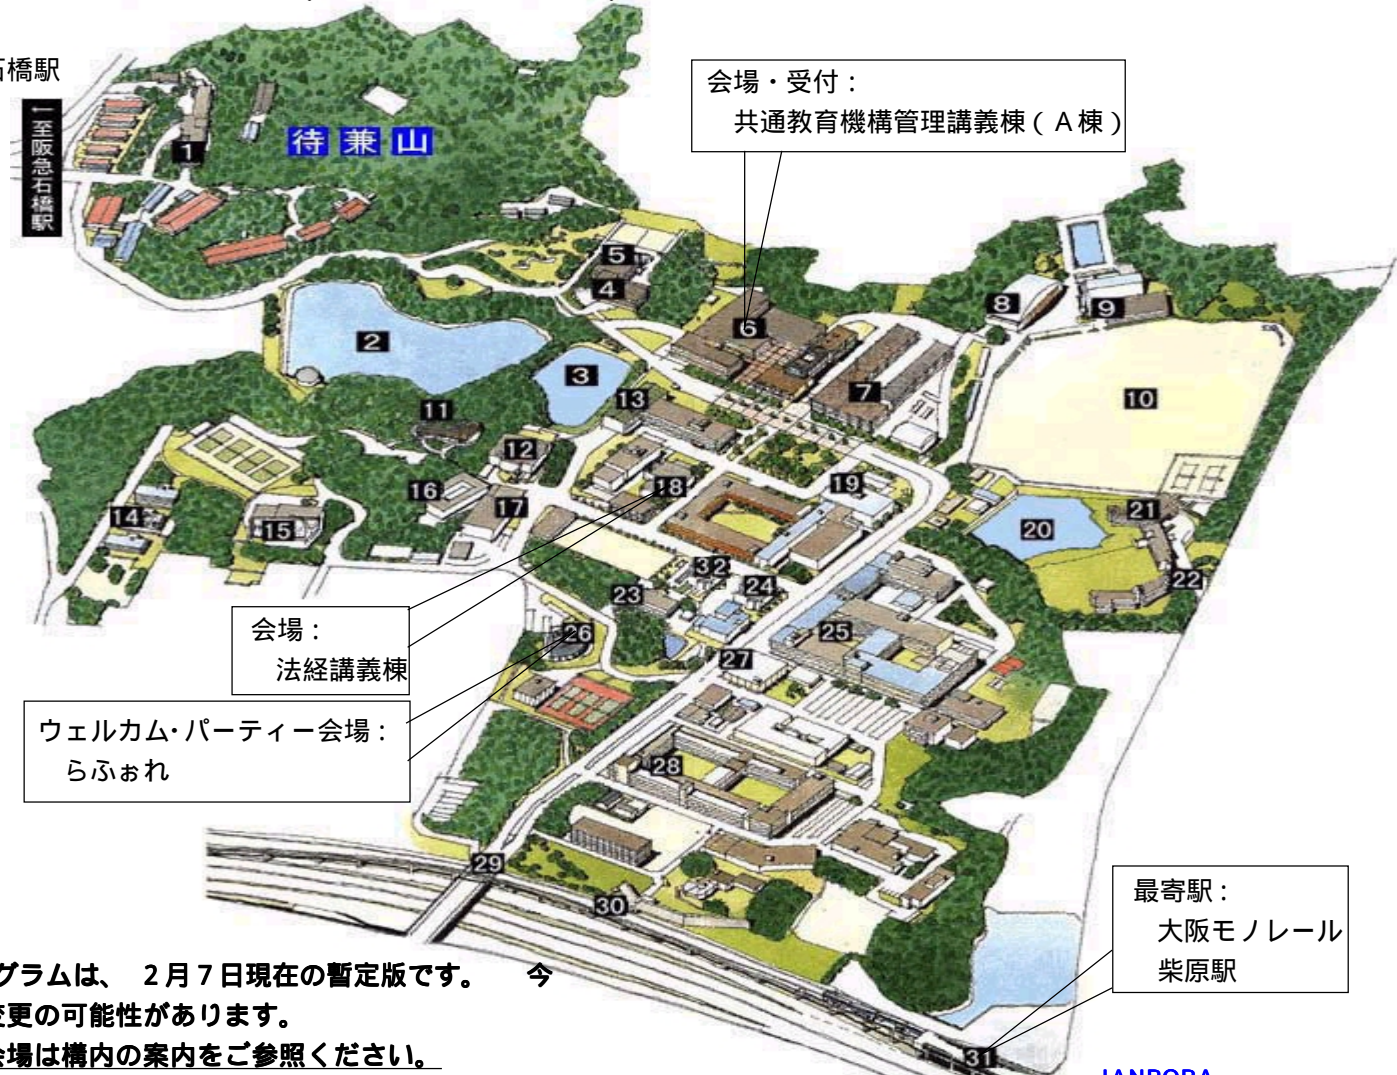 石橋駅
←至阪急石橋駅
待兼山
会場・受付：
共通教育機構管理講義棟（Ａ棟）
1
2
3
4
5
6
7
8
9
10
11
12
13
14
15
16
17
18
19
20
21
22
23
24
25
26
27
28
29
30
31
32
会場：
法経講義棟
ウェルカム・パーティー会場：
らふぉれ
最寄駅：
大阪モノレール
柴原駅
グラムは、 ２月７日現在の暫定版です。 今
変更の可能性があります。
会場は構内の案内をご参照ください。